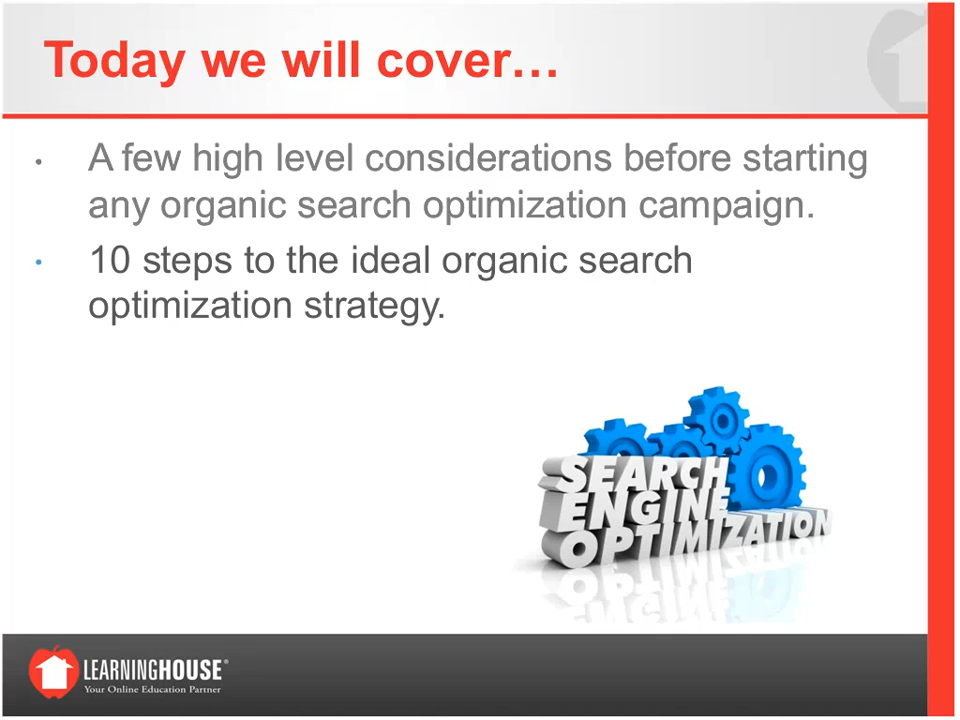 Today we will cover…
• A few high level considerations before starting
any organic search optimization campaign.
• 10 steps to the ideal organic search
optimization strategy.
SEARCH
ENGINE
OPTIMIZATION
LEARNINGHOUSE®
Your Online Education Partner